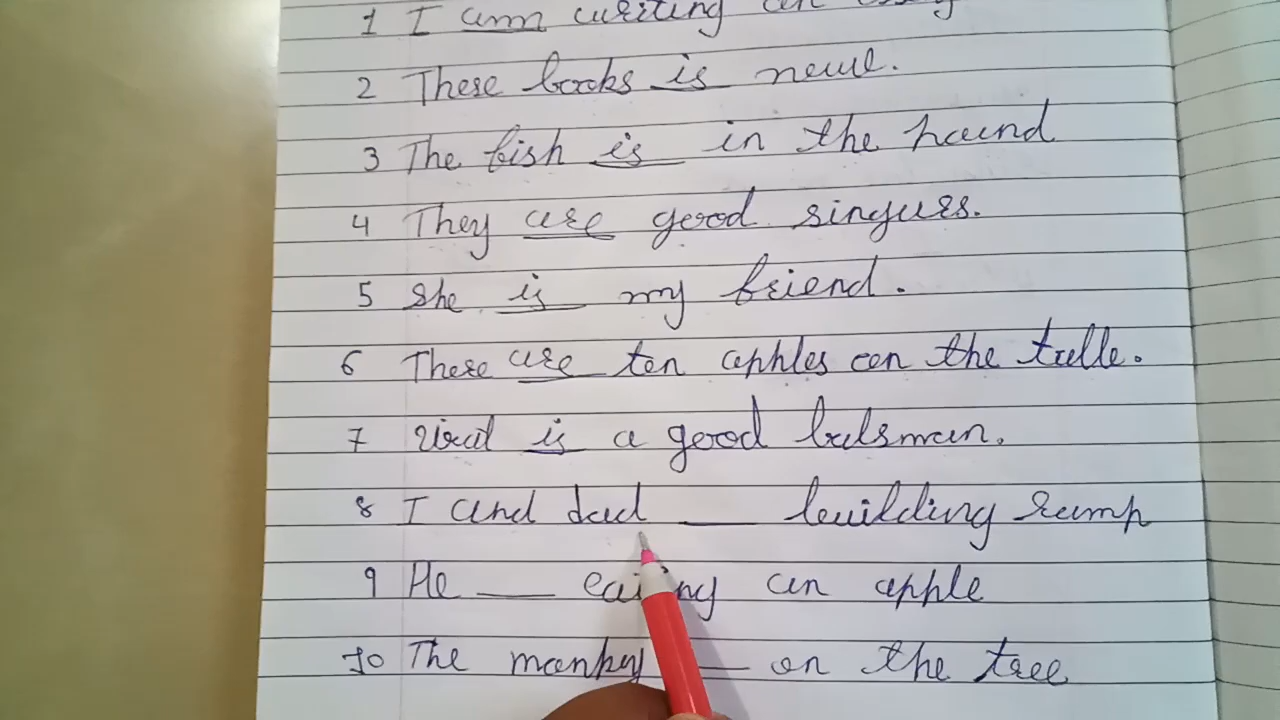 1 I am writing an essay
2 These books is new.
3 The fish is in the hand
4 They are good singers.
5 She is my friend.
6 There are ten apples on the table.
7 Virat is a good batsman.
8 I and dad ___ building ramp
9 He ___ eating an apple
10 The monkey ___ on the tree